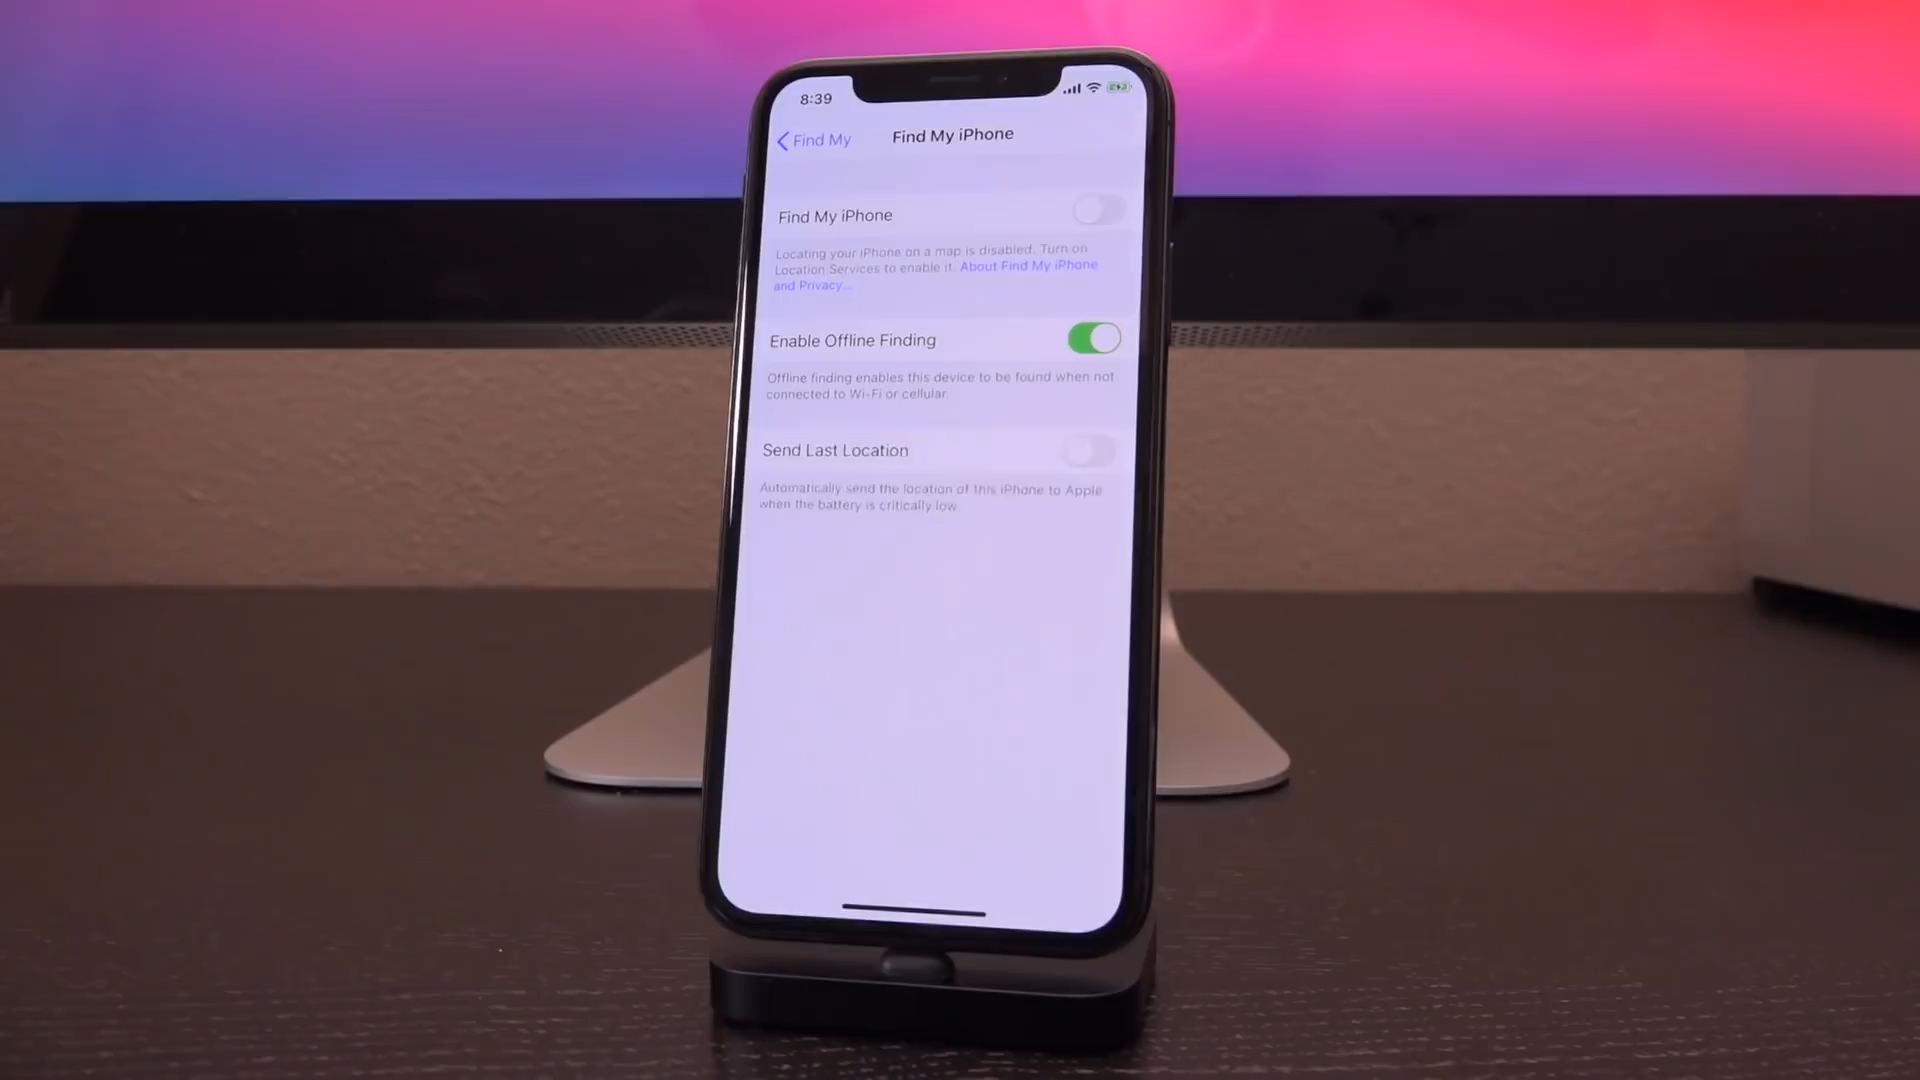 8:39
Find My
Find My iPhone
Find My iPhone
Locating your iPhone on a map is disabled. Turn on
Location Services to enable it. About Find My iPhone
and Privacy...
Enable Offline Finding
Offline finding enables this device to be found when not
connected to Wi-Fi or cellular.
Send Last Location
Automatically send the location of this iPhone to Apple
when the battery is critically low.